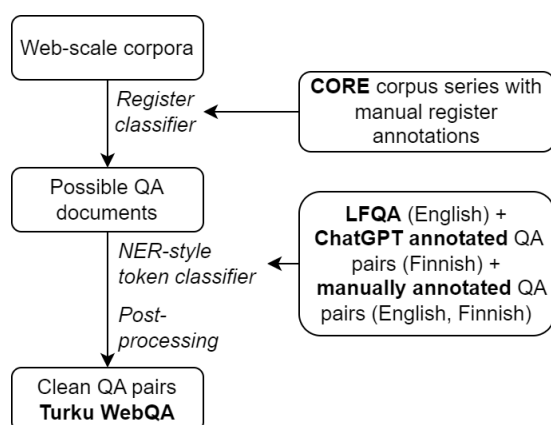 Web-scale corpora
Register
classifier
CORE corpus series with
manual register
annotations
Possible QA
documents
NER-style
token classifier
LFQA (English) +
ChatGPT annotated QA
pairs (Finnish) +
manually annotated QA
pairs (English, Finnish)
Post-
processing
Clean QA pairs
Turku WebQA